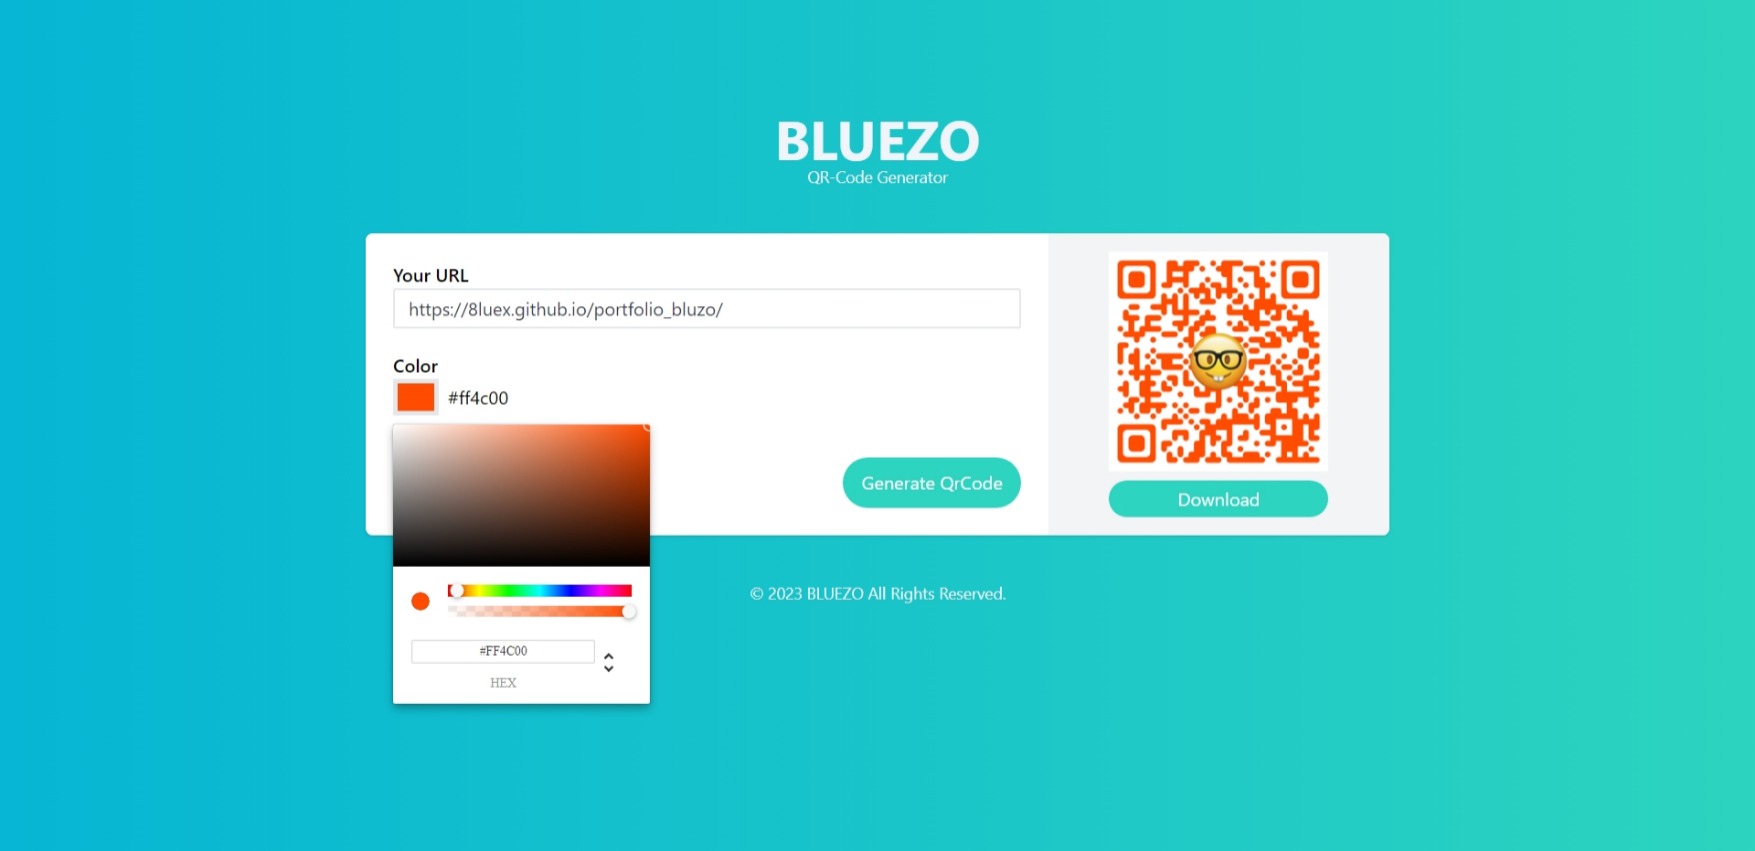 BLUEZO
QR-Code Generator
Your URL
https://8luex.github.io/portfolio_bluzo/
Color
#ff4c00
Generate QrCode
Download
#FF4C00
HEX
© 2023 BLUEZO All Rights Reserved.